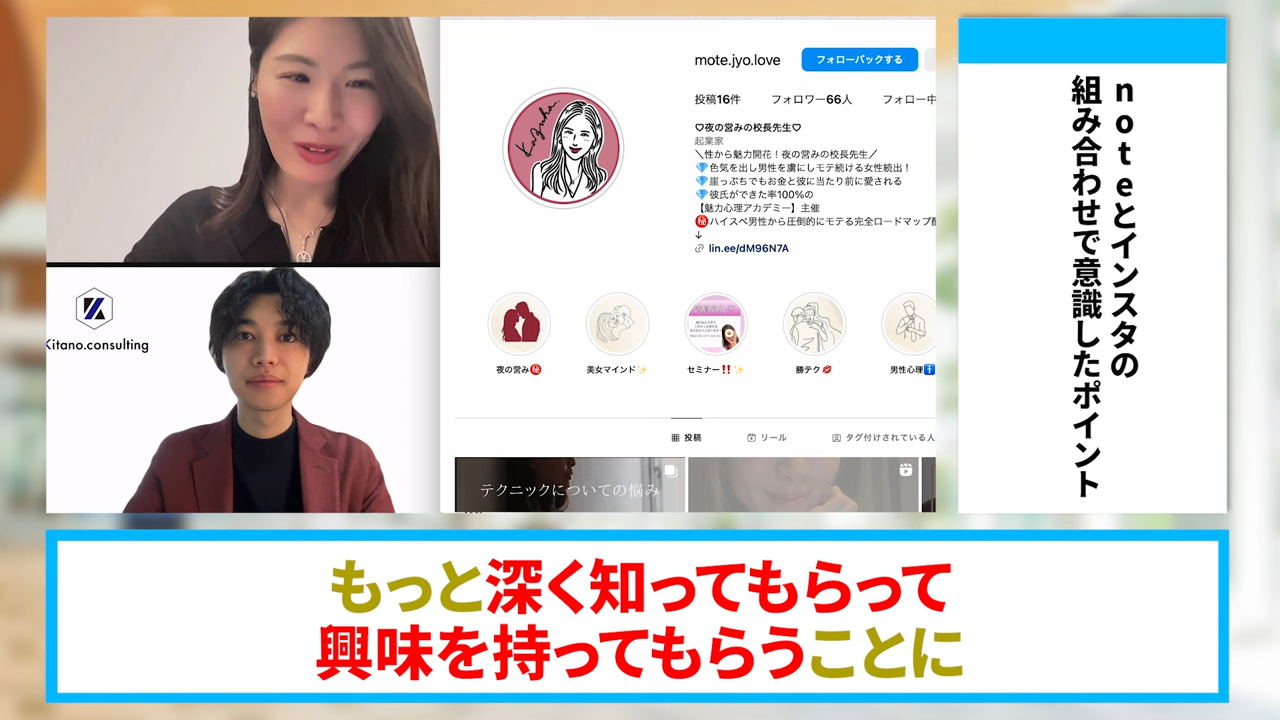 Kitano.consulting
mote.jyo.love
フォローバックする
投稿16件 フォロワー66人 フォロー中
Kazuha.
♡夜の営みの校長先生♡
起業家
＼性から魅力開花！夜の営みの校長先生／
💎色気を出し男性を虜にしモテ続ける女性続出！
💎崖っぷちでもお金と彼に当たり前に愛される
💎彼氏ができた率100%の
【魅力心理アカデミー】主催
㊙️ハイスペ男性から圧倒的にモテる完全ロードマップ
↓
lin.ee/dM96N7A
夜の営み㊙️
美女マインド✨
セミナー‼️✨
勝テク💋
男性心理
投稿
リール
タグ付けされている人
テクニックについての悩み
noteとインスタの
組み合わせで意識したポイント
もっと深く知ってもらって
興味を持ってもらうことに